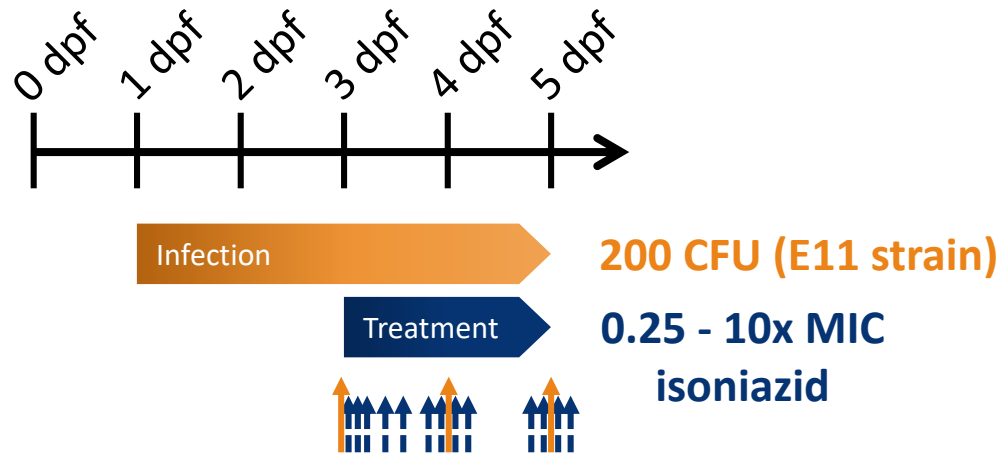 0 dpf
1 dpf
2 dpf
3 dpf
4 dpf
5 dpf
Infection
200 CFU (E11 strain)
Treatment
0.25 - 10x MIC
isoniazid